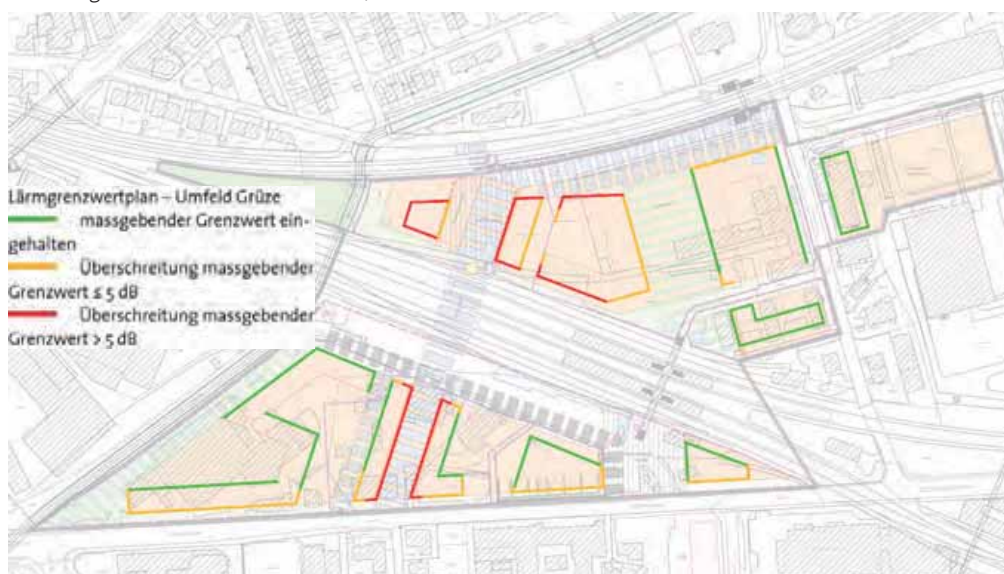 Lärmgrenzwertplan – Umfeld Grüze
massgebender Grenzwert ein-
gehalten
Überschreitung massgebender
Grenzwert ≤ 5 dB
Überschreitung massgebender
Grenzwert > 5 dB